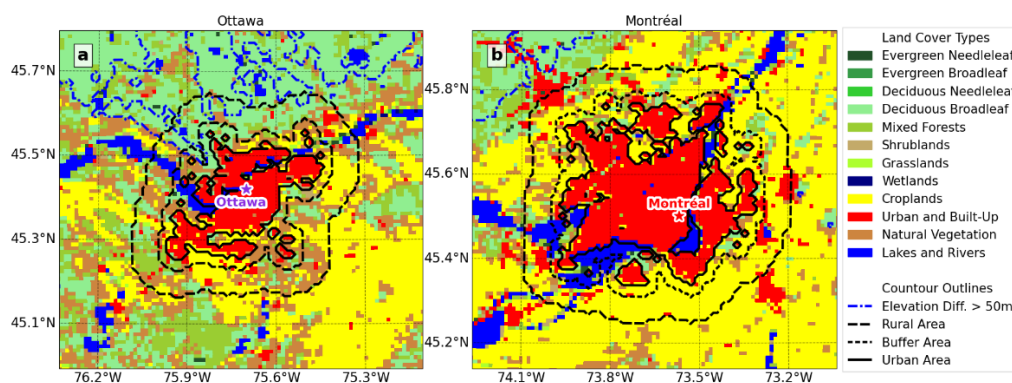 Ottawa
Montréal
a
b
45.7°N
45.5°N
45.3°N
45.1°N
76.2°W
75.9°W
75.6°W
75.3°W
Ottawa
45.8°N
45.6°N
45.4°N
45.2°N
74.1°W
73.8°W
73.5°W
73.2°W
Montréal
Land Cover Types
Evergreen Needleleaf
Evergreen Broadleaf
Deciduous Needleleaf
Deciduous Broadleaf
Mixed Forests
Shrublands
Grasslands
Wetlands
Croplands
Urban and Built-Up
Natural Vegetation
Lakes and Rivers
Countour Outlines
Elevation Diff. > 50m
Rural Area
Buffer Area
Urban Area